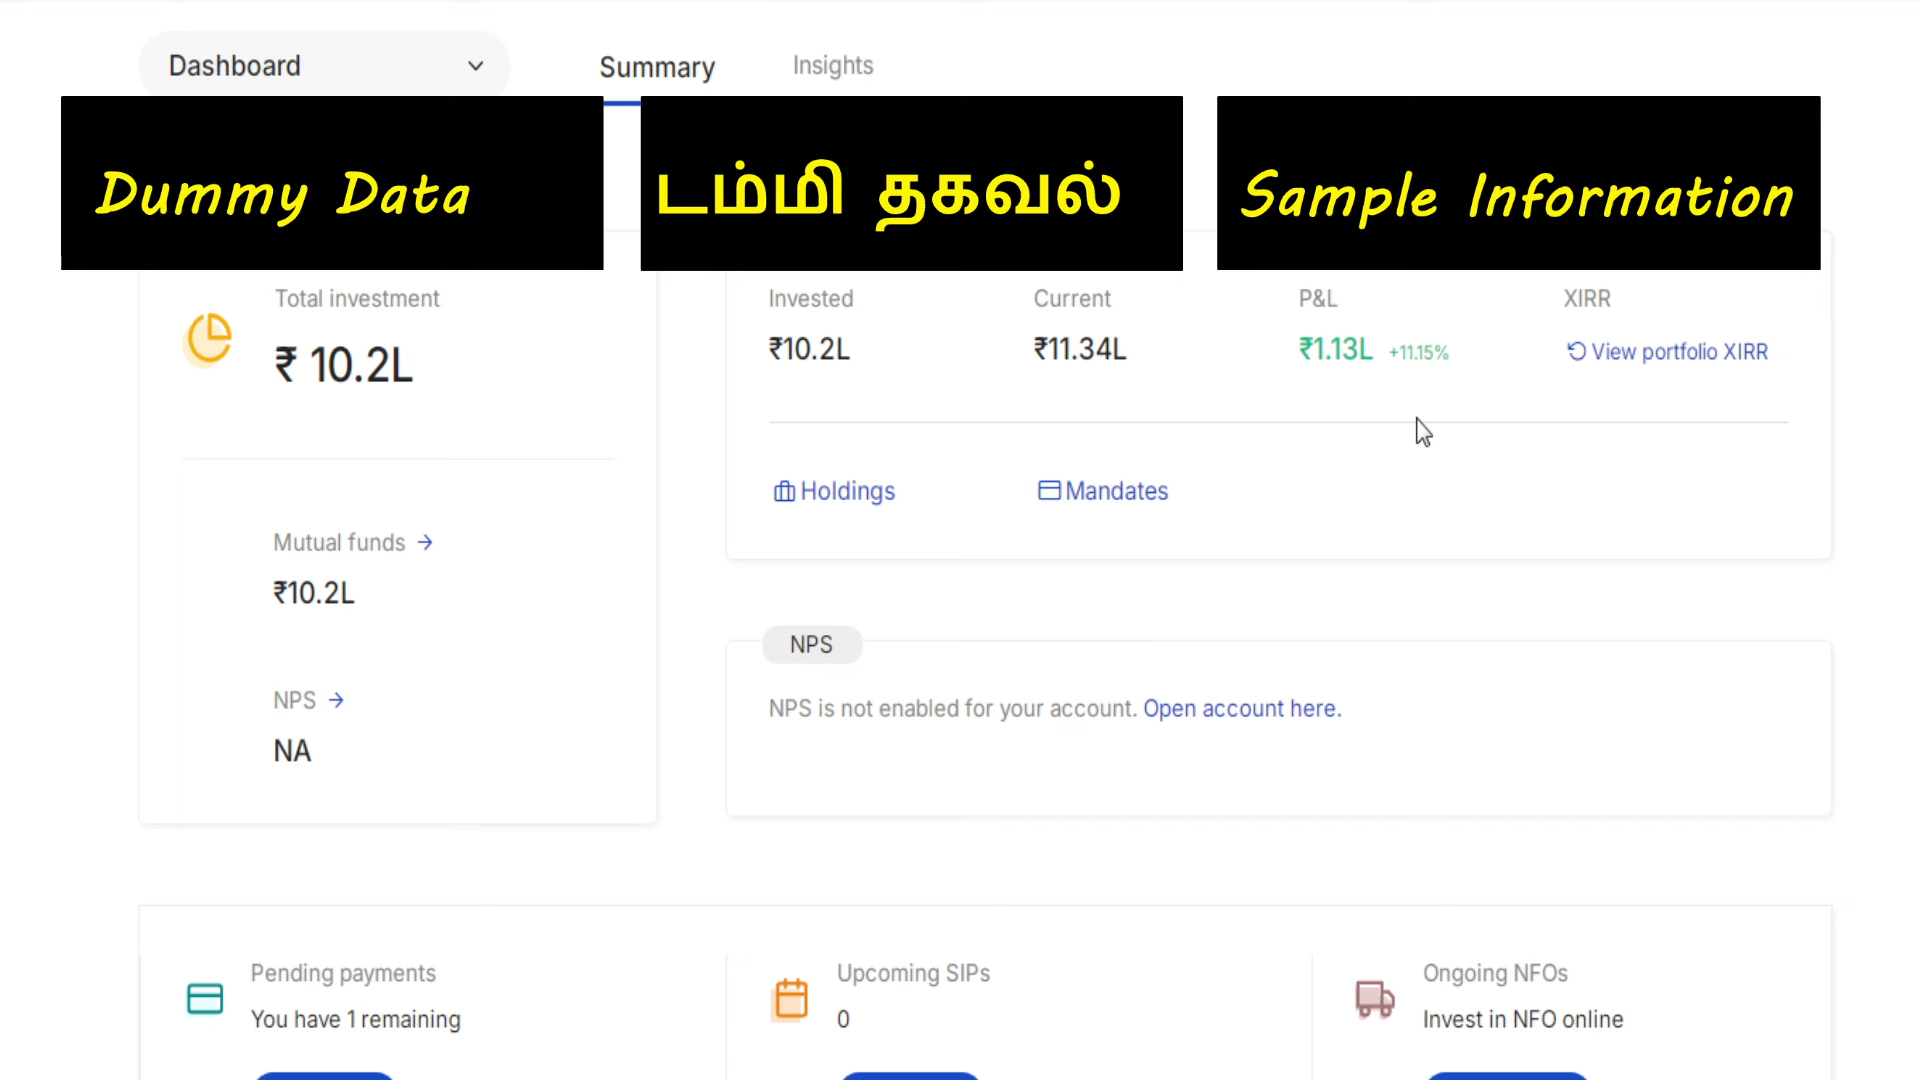 Dashboard
Summary
Insights
Dummy Data
டம்மி தகவல்
Sample Information
Total investment
₹ 10.2L
Mutual funds →
₹10.2L
NPS →
NA
Invested
₹10.2L
Current
₹11.34L
P&L
₹1.13L +11.15%
XIRR
View portfolio XIRR
Holdings
Mandates
NPS
NPS is not enabled for your account. Open account here.
Pending payments
You have 1 remaining
Upcoming SIPs
0
Ongoing NFOs
Invest in NFO online